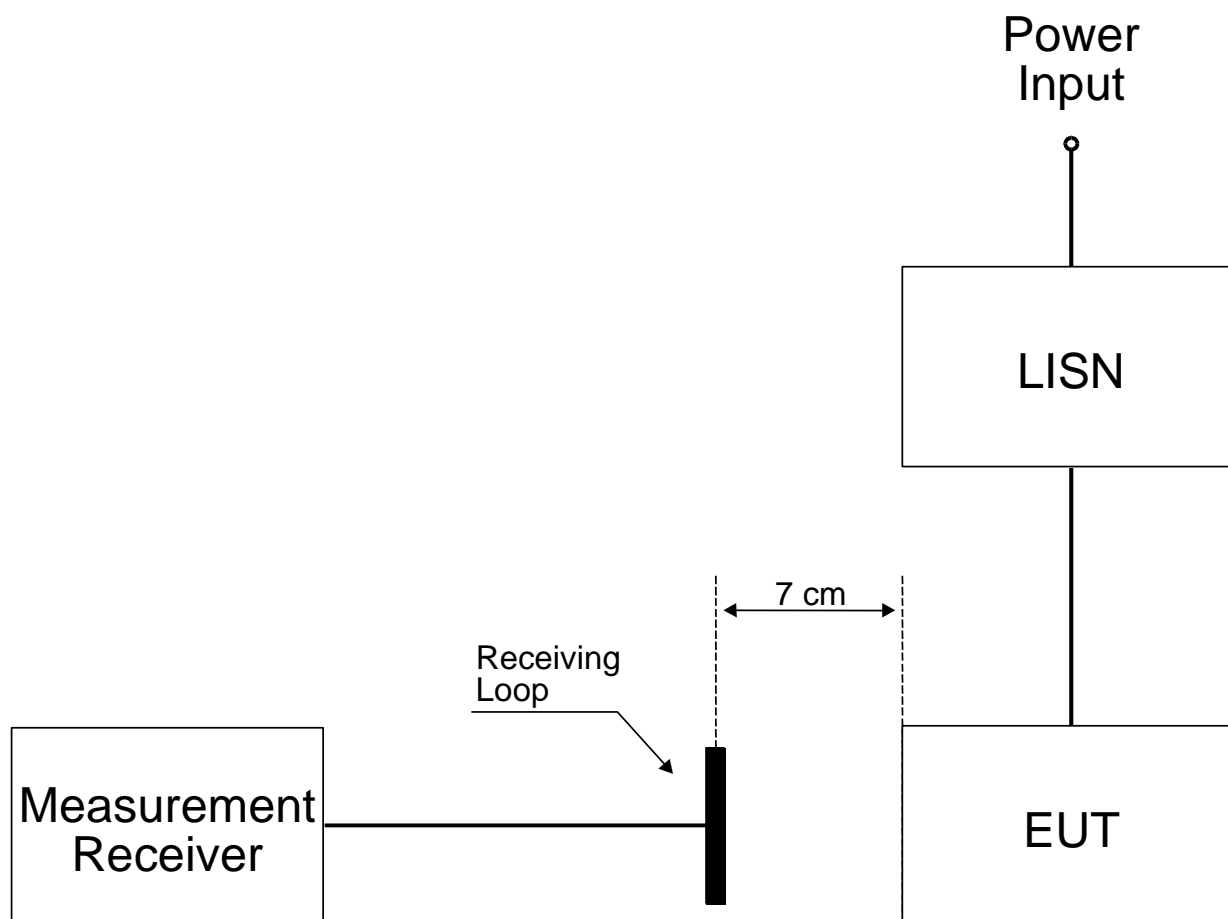 Power
Input
LISN
7 cm
Receiving
Loop
Measurement
Receiver
EUT